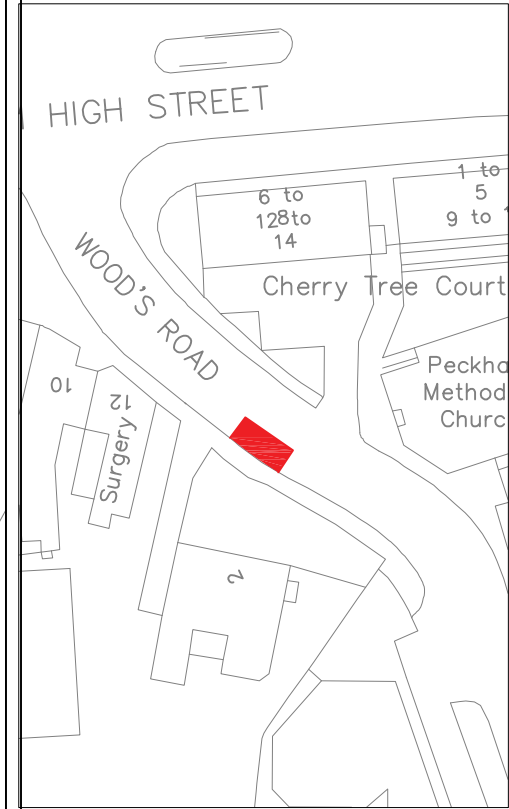 HIGH STREET
WOOD'S ROAD
6 to
8 to
12
14
1 to
5
9 to
Cherry Tree Court
Peckha
Method
Churc
10
12
Surgery
2